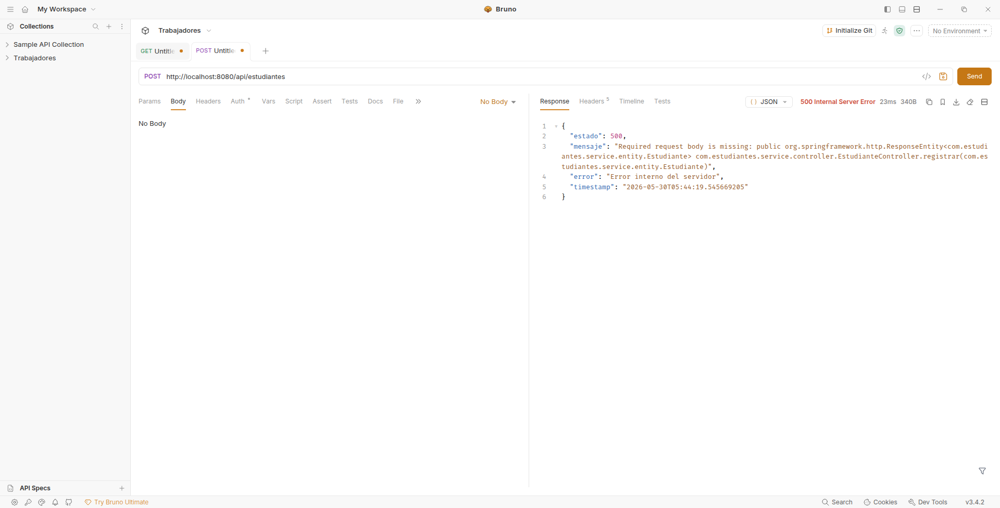 My Workspace
Bruno
Collections
Sample API Collection
Trabajadores
Trabajadores
Initialize Git
No Environment
GET Untitle
POST Untitle
POST http://localhost:8080/api/estudiantes
</>
Send
Params Body Headers Auth Vars Script Assert Tests Docs File
No Body
No Body
Response Headers 5 Timeline Tests
{ } JSON
500 Internal Server Error 23ms 340B
1 {
2 "estado": 500,
3 "mensaje": "Required request body is missing: public org.springframework.http.ResponseEntity<com.estudi
antes.service.entity.Estudiante> com.estudiantes.service.controller.EstudianteController.registrar(com.es
tudiantes.service.entity.Estudiante)",
4 "error": "Error interno del servidor",
5 "timestamp": "2026-05-30T05:44:19.545669205"
6 }
API Specs
Try Bruno Ultimate
Search
Cookies
Dev Tools
v3.4.2